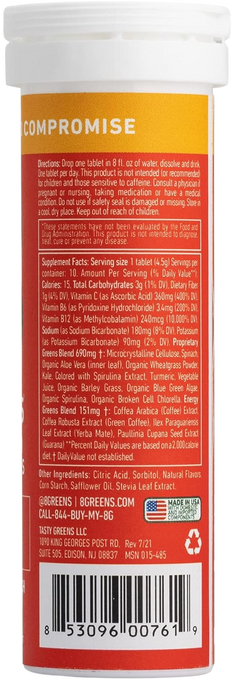 COMPROMISE
Directions: Drop one tablet in 8 fl. oz. of water, dissolve and drink.
One tablet per day. This product is not intended (or recommended)
for children and those sensitive to caffeine. Consult a physician if
pregnant or nursing, taking medication or have a medical
condition. Do not use if safety seal is damaged or missing. Store in
a cool, dry place. Keep out of reach of children.
*These statements have not been evaluated by the Food and
Drug Administration. This product is not intended to diagnose,
treat, cure or prevent any disease.
Supplement Facts: Serving size 1 tablet (4.5g) Servings per
container: 10. Amount Per Serving (% Daily Value**):
Calories: 15, Total Carbohydrates 3g (1% DV), Dietary Fiber
1g (4% DV), Vitamin C (as Ascorbic Acid) 360mg (400% DV),
Vitamin B6 (as Pyridoxine Hydrochloride) 3.4mg (200% DV),
Vitamin B12 (as Methylcobalamin) 240mcg (10,000% DV),
Sodium (as Sodium Bicarbonate) 180mg (8% DV), Potassium
(as Potassium Bicarbonate) 90mg (2% DV). Proprietary
Greens Blend 690mg †: Microcrystalline Cellulose, Spinach,
Organic Aloe Vera (inner leaf), Organic Wheatgrass Powder,
Kale, Colored with Spirulina Extract, Turmeric, Vegetable
Juice, Organic Barley Grass, Organic Blue Green Algae,
Organic Spirulina, Organic Broken Cell Chlorella. Energy
Greens Blend 151mg †: Coffea Arabica (Coffee) Extract,
Coffea Robusta (Green Coffee) Extract, Ilex Paraguariensis
Leaf Extract (Yerba Mate), Paullinia Cupana Seed Extract
(Guarana) **Percent Daily Values are based on a 2,000 calorie
diet. † Daily Value not established.
Other Ingredients: Citric Acid, Sorbitol, Natural Flavors,
Corn Starch, Safflower Oil, Stevia Leaf Extract.
@8GREENS | 8GREENS.COM
CALL-844-BUY-MY-8G
MADE IN USA
TASTY GREENS LLC
1090 KING GEORGES POST RD. Rev 7/21
SUITE 505, EDISON, NJ 08837 MSN 015-485
8 53096 00761 9